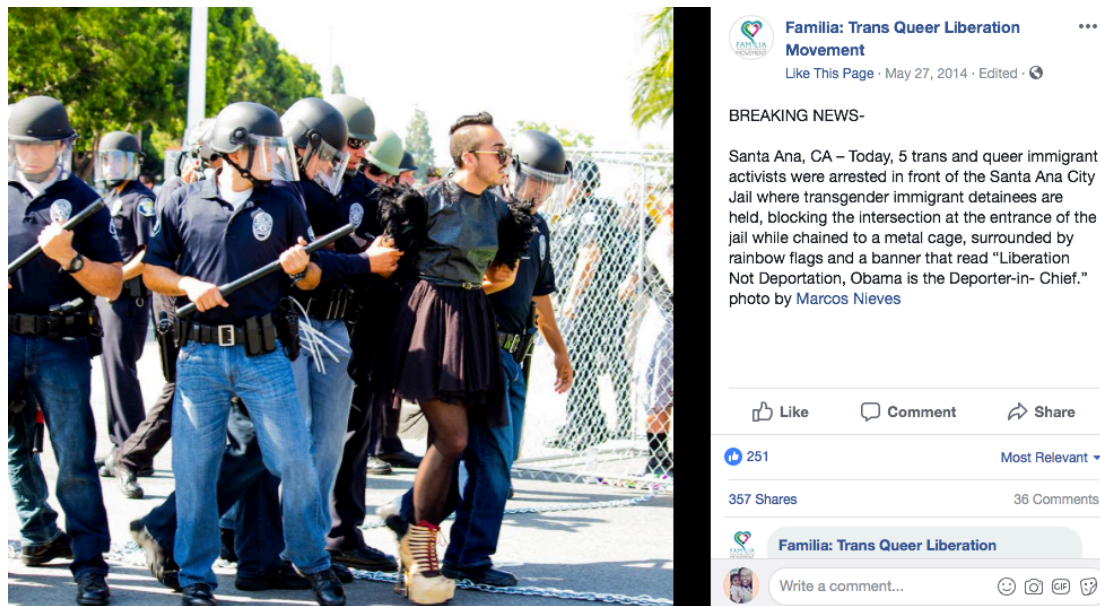 FAMILIA
MOVEMENT
Familia: Trans Queer Liberation
Movement
Like This Page · May 27, 2014 · Edited ·
BREAKING NEWS-
Santa Ana, CA – Today, 5 trans and queer immigrant
activists were arrested in front of the Santa Ana City
Jail where transgender immigrant detainees are
held, blocking the intersection at the entrance of the
jail while chained to a metal cage, surrounded by
rainbow flags and a banner that read “Liberation
Not Deportation, Obama is the Deporter-in- Chief.”
photo by Marcos Nieves
Like Comment Share
251 Most Relevant
357 Shares 36 Comments
FAMILIA
Familia: Trans Queer Liberation
Write a comment...
GIF